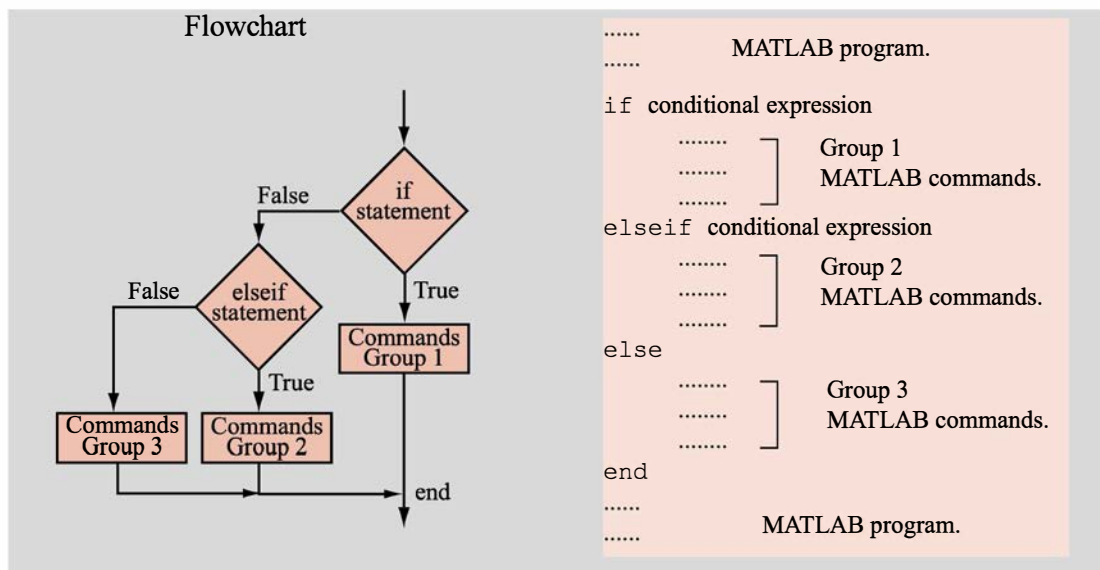 Flowchart
if
statement
False
True
elseif
statement
False
True
Commands
Group 1
Commands
Group 3
Commands
Group 2
end
......
MATLAB program.
......
if conditional expression
........
Group 1
........
MATLAB commands.
........
elseif conditional expression
........
Group 2
........
MATLAB commands.
........
else
........
Group 3
........
MATLAB commands.
........
end
......
MATLAB program.
......